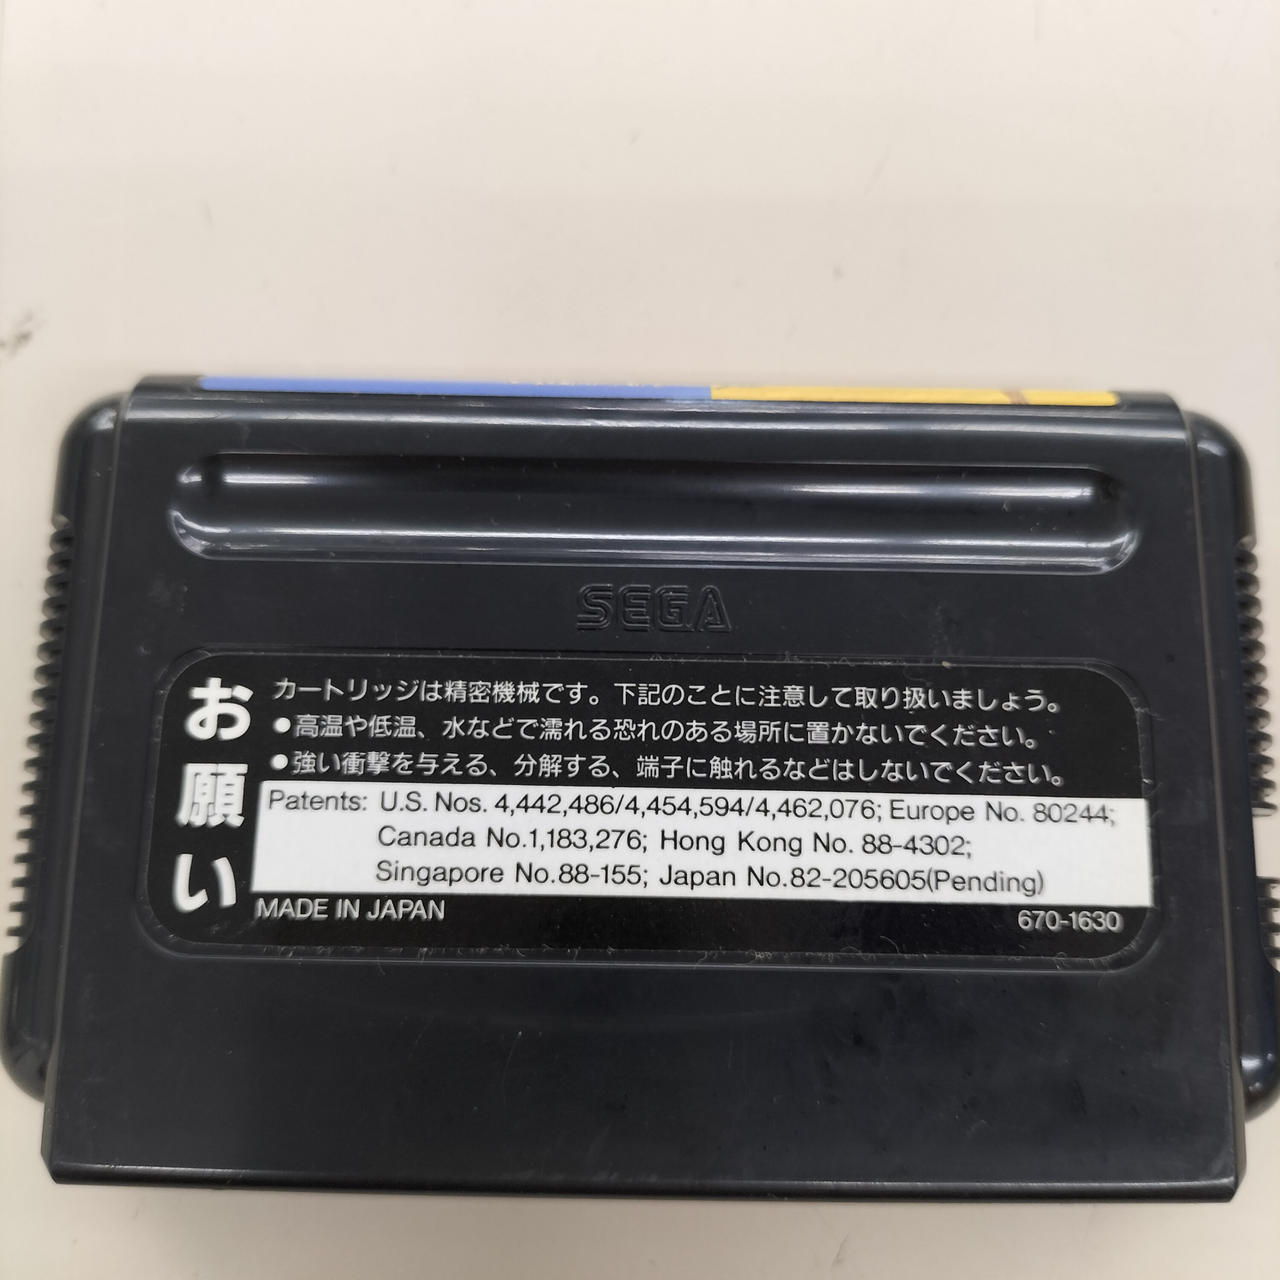 SEGA
お願い
カートリッジは精密機械です。下記のことに注意して取り扱いましょう。
●高温や低温、水などで濡れる恐れのある場所に置かないでください。
●強い衝撃を与える、分解する、端子に触れるなどはしないでください。
Patents: U.S. Nos. 4,442,486/4,454,594/4,462,076; Europe No. 80244;
Canada No.1,183,276; Hong Kong No. 88-4302;
Singapore No.88-155; Japan No.82-205605(Pending)
MADE IN JAPAN
670-1630